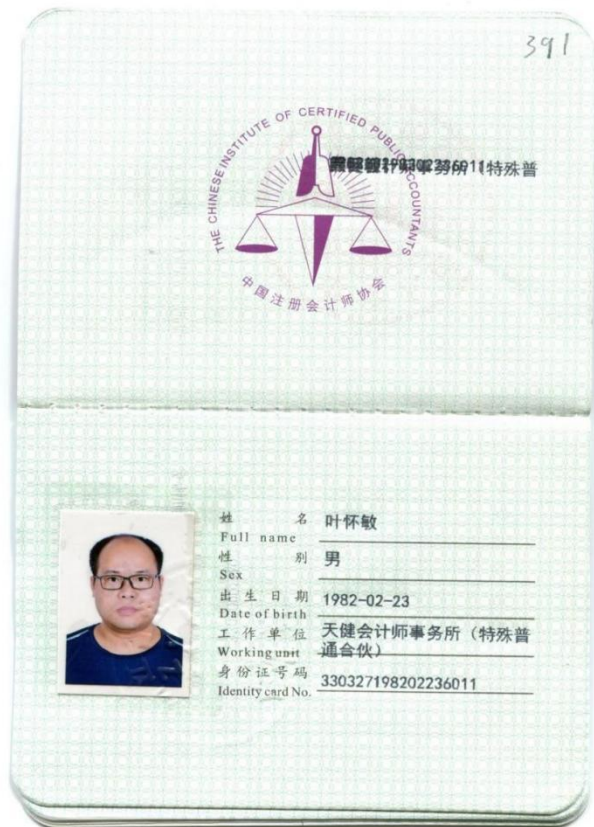 391
THE CHINESE INSTITUTE OF CERTIFIED PUBLIC ACCOUNTANTS
特殊普
中国注册会计师协会
姓 名 叶怀敏
Full name
性 别 男
Sex
出生日期 1982-02-23
Date of birth
工作单位 天健会计师事务所（特殊普
Working unit 通合伙）
身份证号码 330327198202236011
Identity card No.